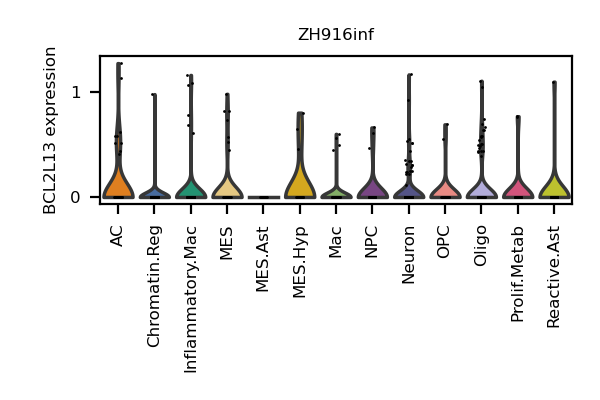 ZH916inf
BCL2L13 expression
1
0
AC
Chromatin.Reg
Inflammatory.Mac
MES
MES.Ast
MES.Hyp
Mac
NPC
Neuron
OPC
Oligo
Prolif.Metab
Reactive.Ast